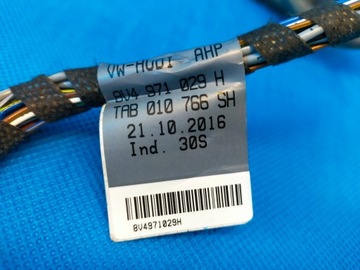 VW-AUDI AHP
8V4 971 029 H
TAB 010 766 SH
21.10.2016
Ind. 30S
8V4971029H